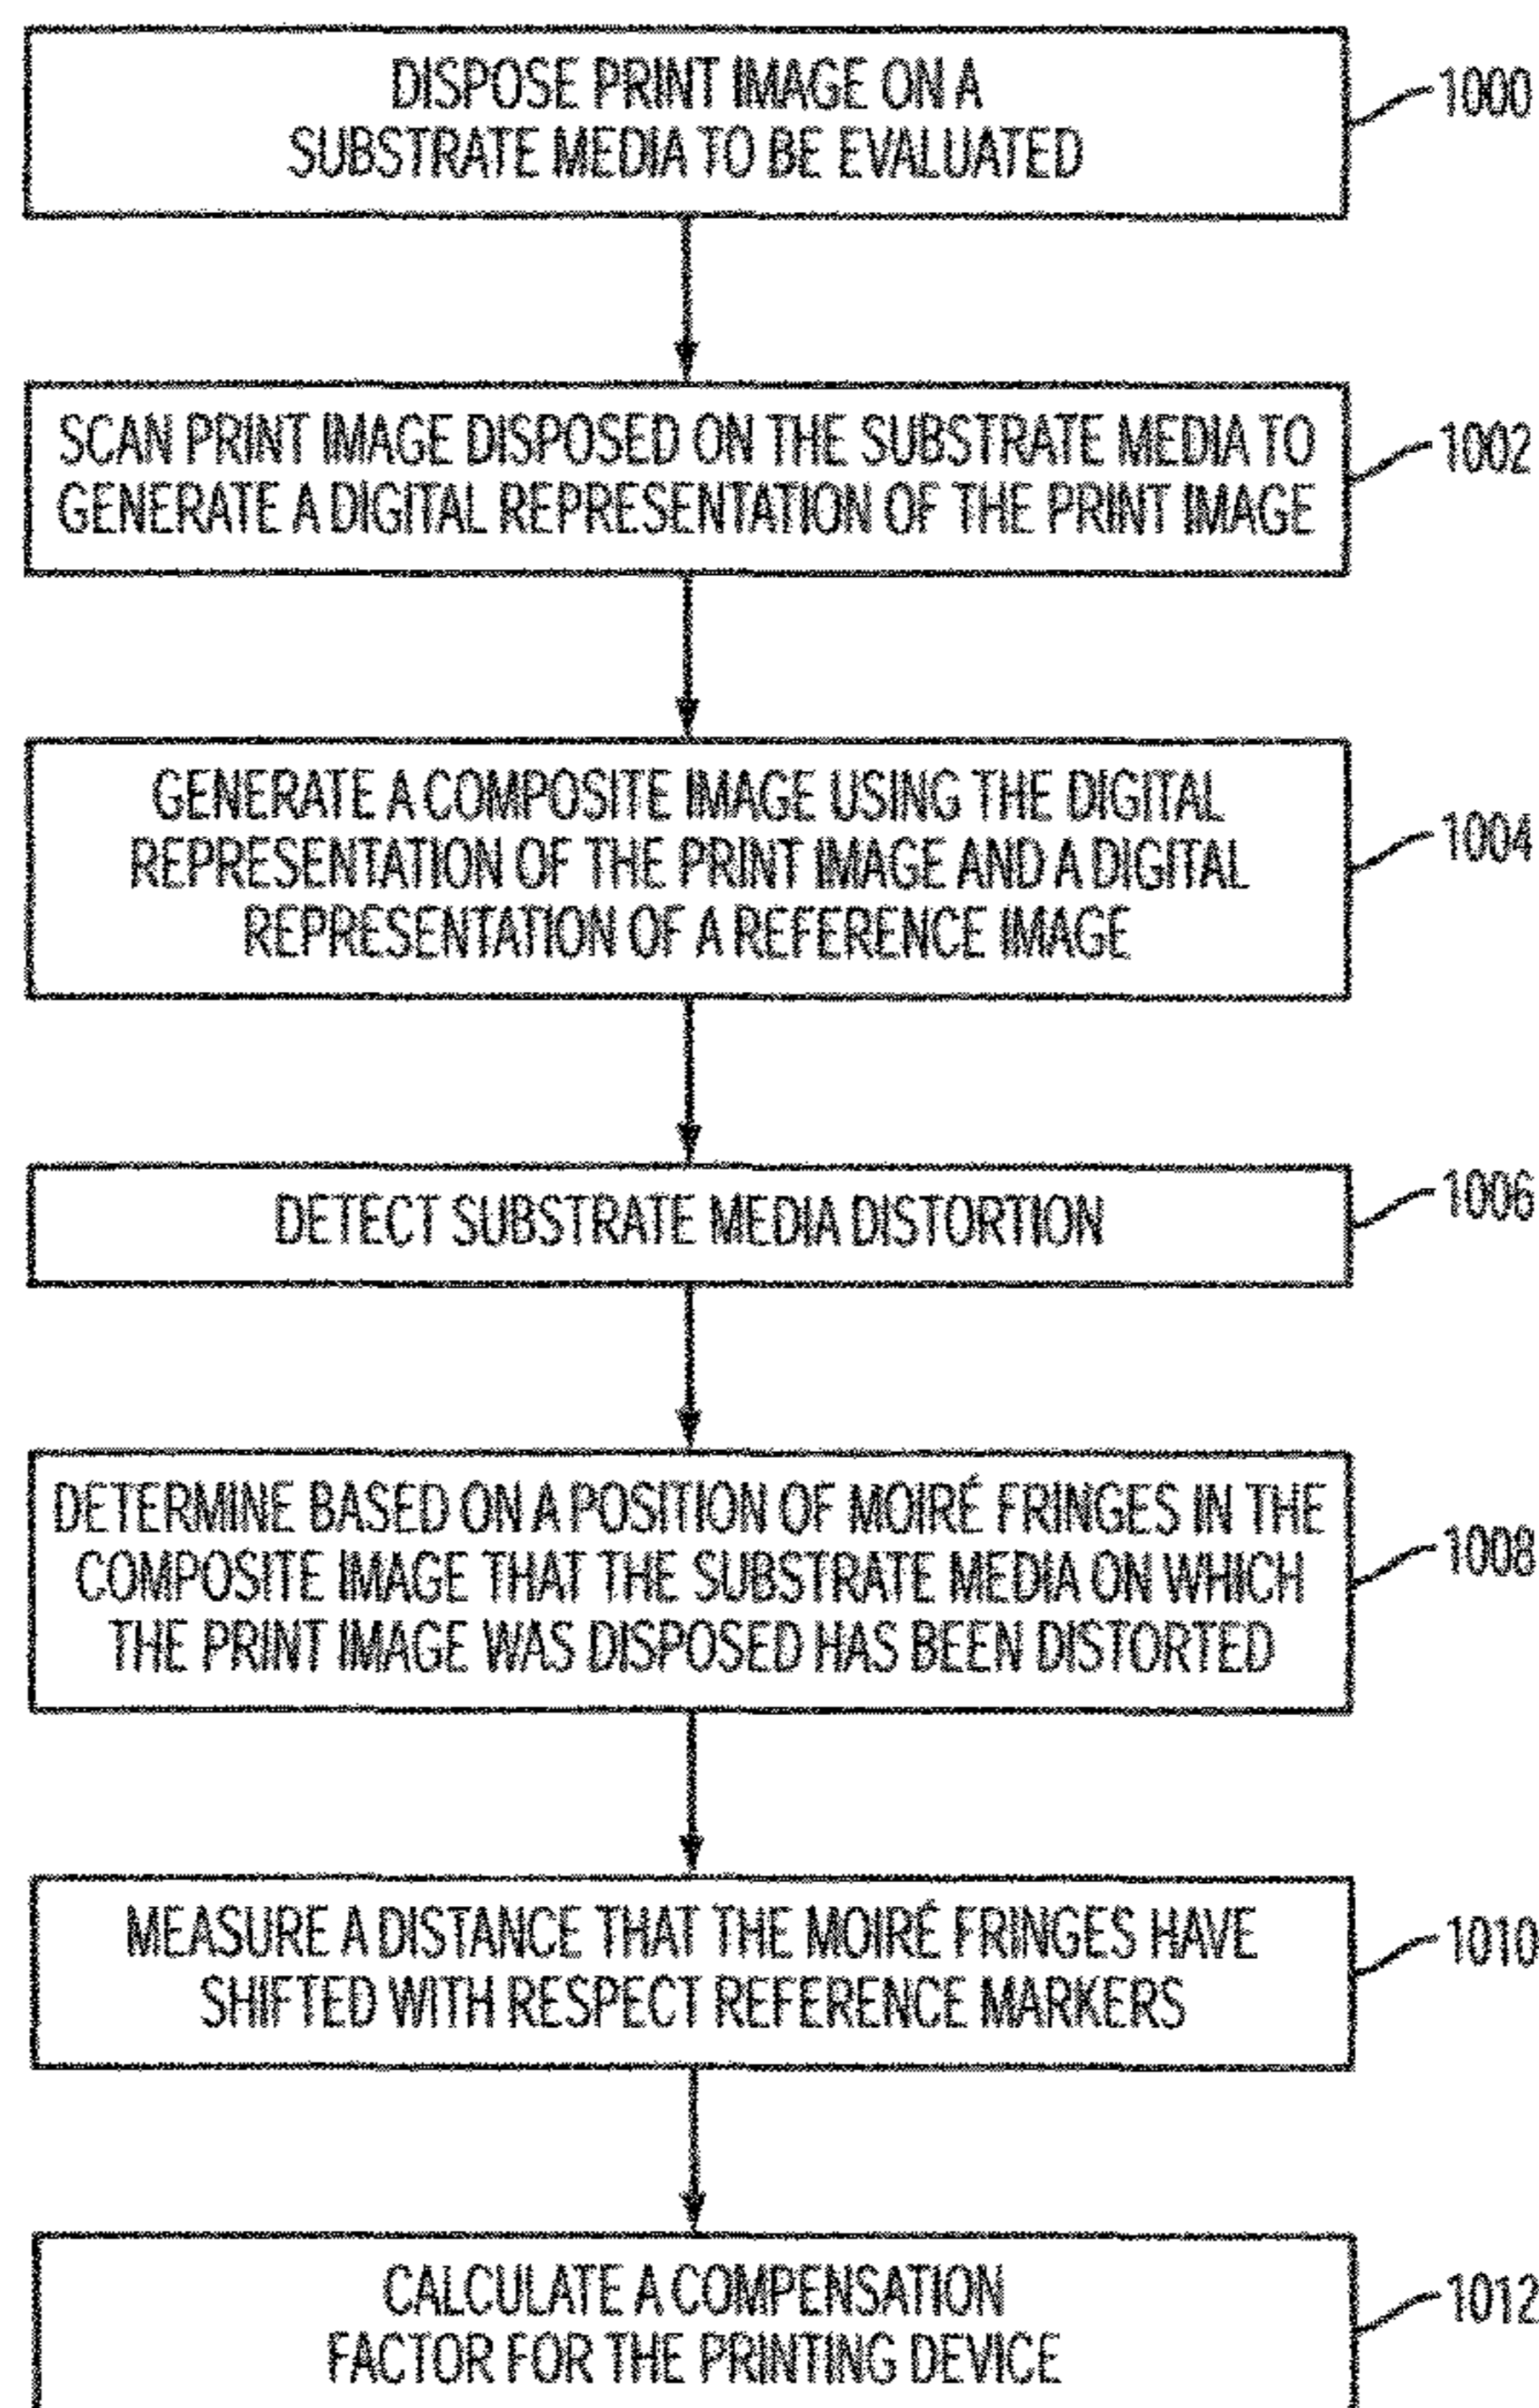 DISPOSE PRINT IMAGE ON A
SUBSTRATE MEDIA TO BE EVALUATED
1000
SCAN PRINT IMAGE DISPOSED ON THE SUBSTRATE MEDIA TO
GENERATE A DIGITAL REPRESENTATION OF THE PRINT IMAGE
1002
GENERATE A COMPOSITE IMAGE USING THE DIGITAL
REPRESENTATION OF THE PRINT IMAGE AND A DIGITAL
REPRESENTATION OF A REFERENCE IMAGE
1004
DETECT SUBSTRATE MEDIA DISTORTION
1006
DETERMINE BASED ON A POSITION OF MOIRÉ FRINGES IN THE
COMPOSITE IMAGE THAT THE SUBSTRATE MEDIA ON WHICH
THE PRINT IMAGE WAS DISPOSED HAS BEEN DISTORTED
1008
MEASURE A DISTANCE THAT THE MOIRÉ FRINGES HAVE
SHIFTED WITH RESPECT REFERENCE MARKERS
1010
CALCULATE A COMPENSATION
FACTOR FOR THE PRINTING DEVICE
1012